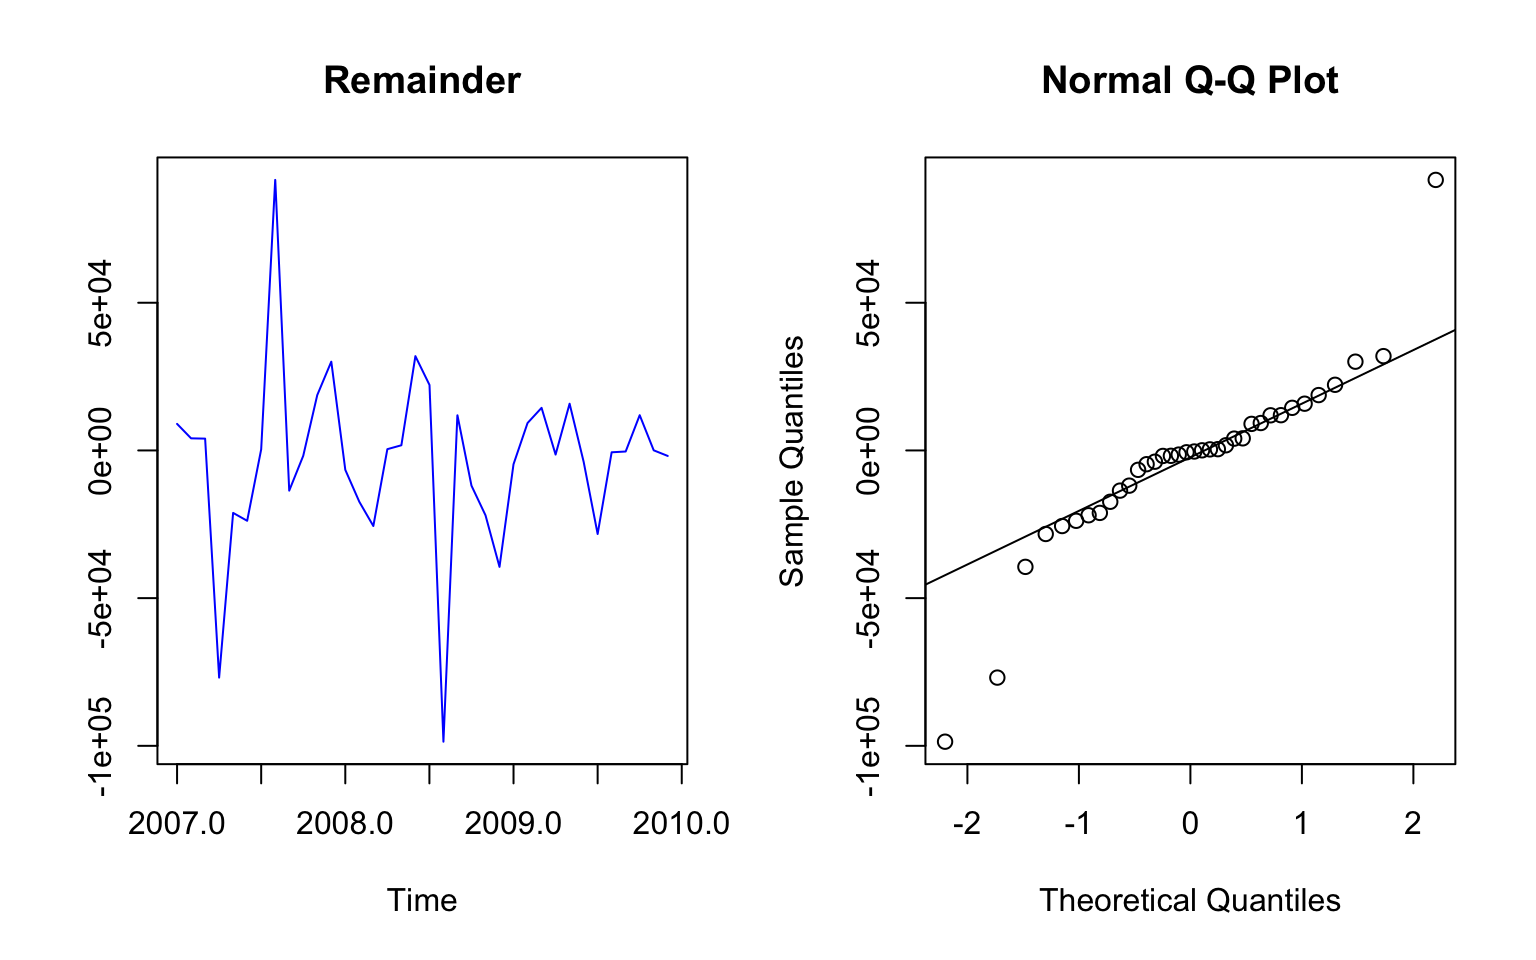 Remainder
5e+04
0e+00
-5e+04
-1e+05
2007.0 2008.0 2009.0 2010.0
Time
Normal Q-Q Plot
Sample Quantiles
5e+04
0e+00
-5e+04
-1e+05
-2 -1 0 1 2
Theoretical Quantiles